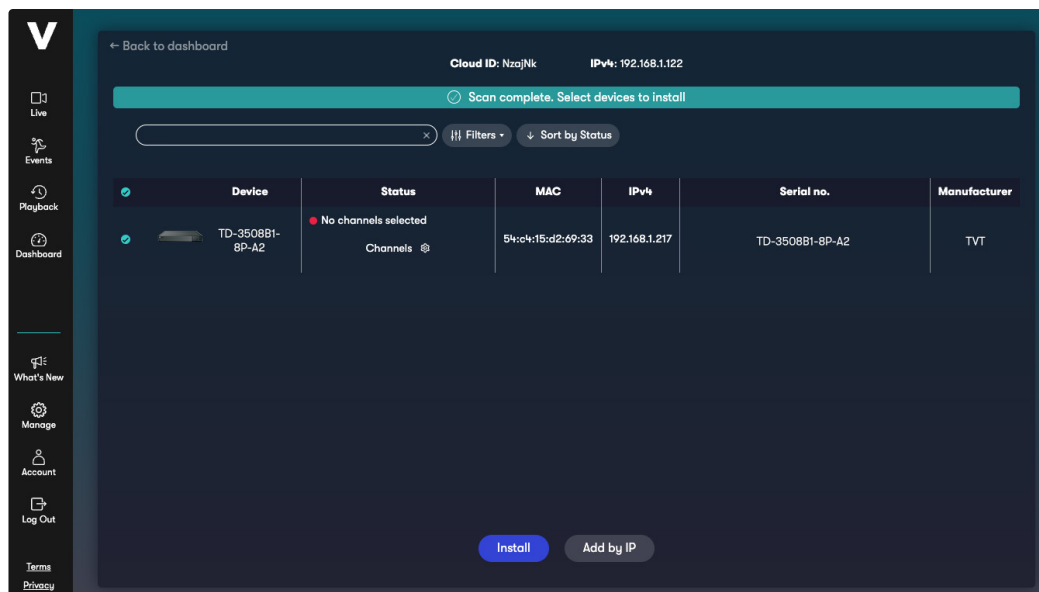 V
← Back to dashboard
Cloud ID: NzajNk IPv4: 192.168.1.122
Scan complete. Select devices to install
× Filters ↓ Sort by Status
Device Status MAC IPv4 Serial no. Manufacturer
No channels selected
TD-3508B1-
8P-A2
Channels
54:c4:15:d2:69:33 192.168.1.217 TD-3508B1-8P-A2 TVT
Live
Events
Playback
Dashboard
What's New
Manage
Account
Log Out
Terms
Privacy
Install Add by IP